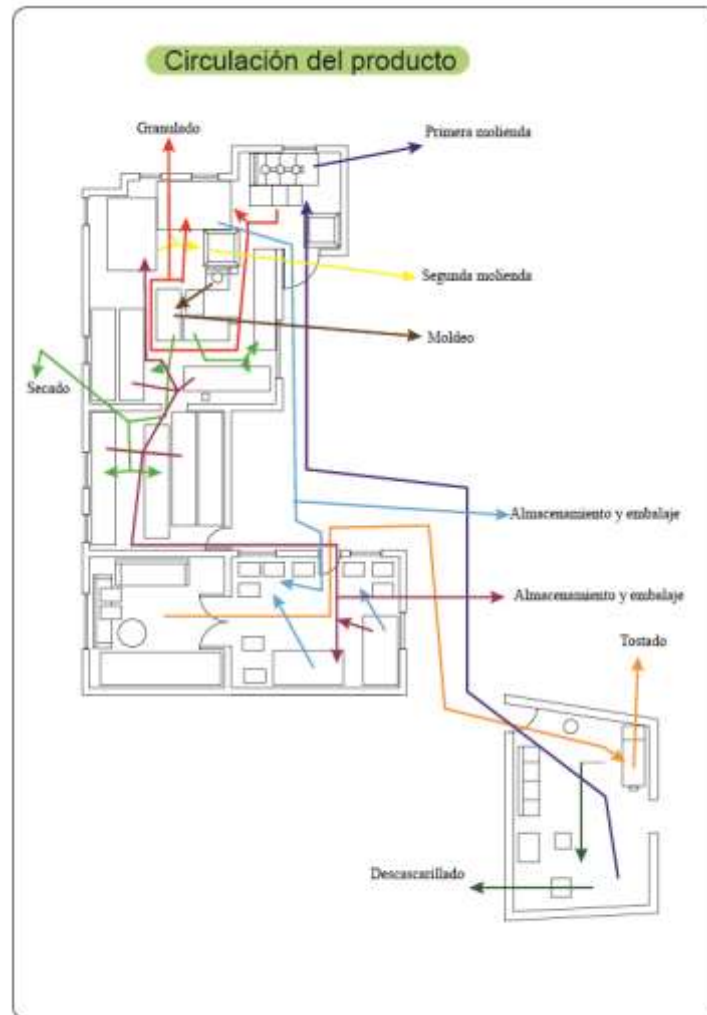 Circulación del producto
Granulado
Primera molienda
Segunda molienda
Moldeo
Secado
Almacenamiento y embalaje
Almacenamiento y embalaje
Tostado
Descascarillado